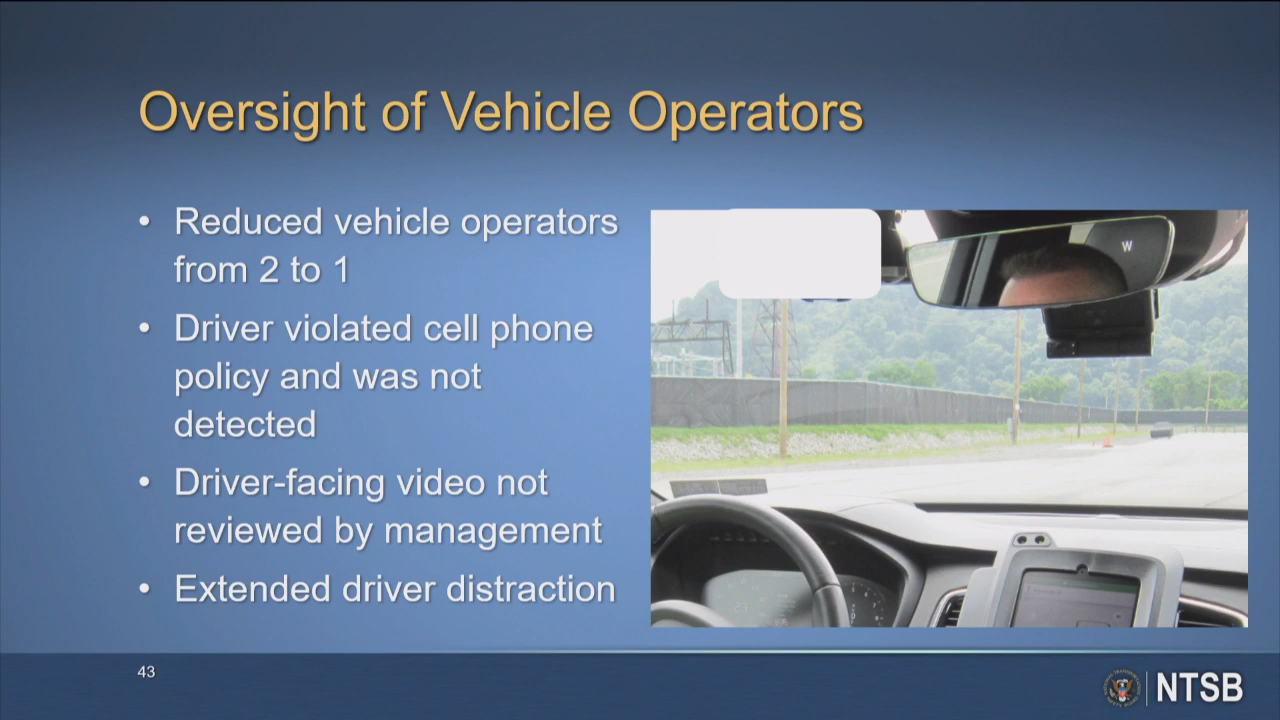 Oversight of Vehicle Operators
• Reduced vehicle operators
from 2 to 1
• Driver violated cell phone
policy and was not
detected
• Driver-facing video not
reviewed by management
• Extended driver distraction
W
43
NTSB